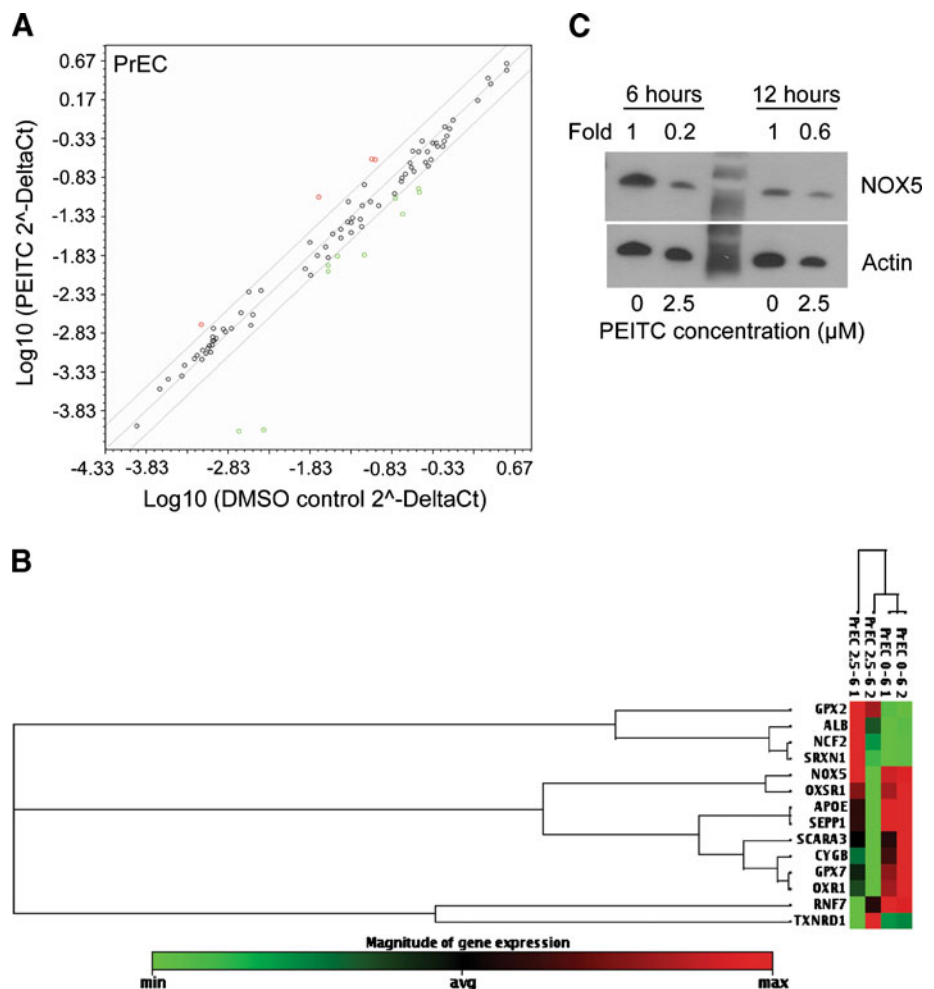 A
PrEC
0.67
0.17
-0.33
-0.83
-1.33
-1.83
-2.33
-2.83
-3.33
-3.83
Log10 (PEITC 2^-DeltaCt)
-4.33 -3.83 -2.83 -1.83 -0.83 -0.33 0.67
Log10 (DMSO control 2^-DeltaCt)
C
6 hours 12 hours
Fold 1 0.2 1 0.6
NOX5
Actin
0 2.5 0 2.5
PEITC concentration (µM)
B
PrEC 2.5-6 1
PrEC 2.5-6 2
PrEC 0-6 1
PrEC 0-6 2
GPX2
ALB
NCF2
SRXN1
NOX5
OXSR1
APOE
SEPP1
SCARA3
CYGB
GPX7
OXR1
RNF7
TXNRD1
Magnitude of gene expression
min avg max